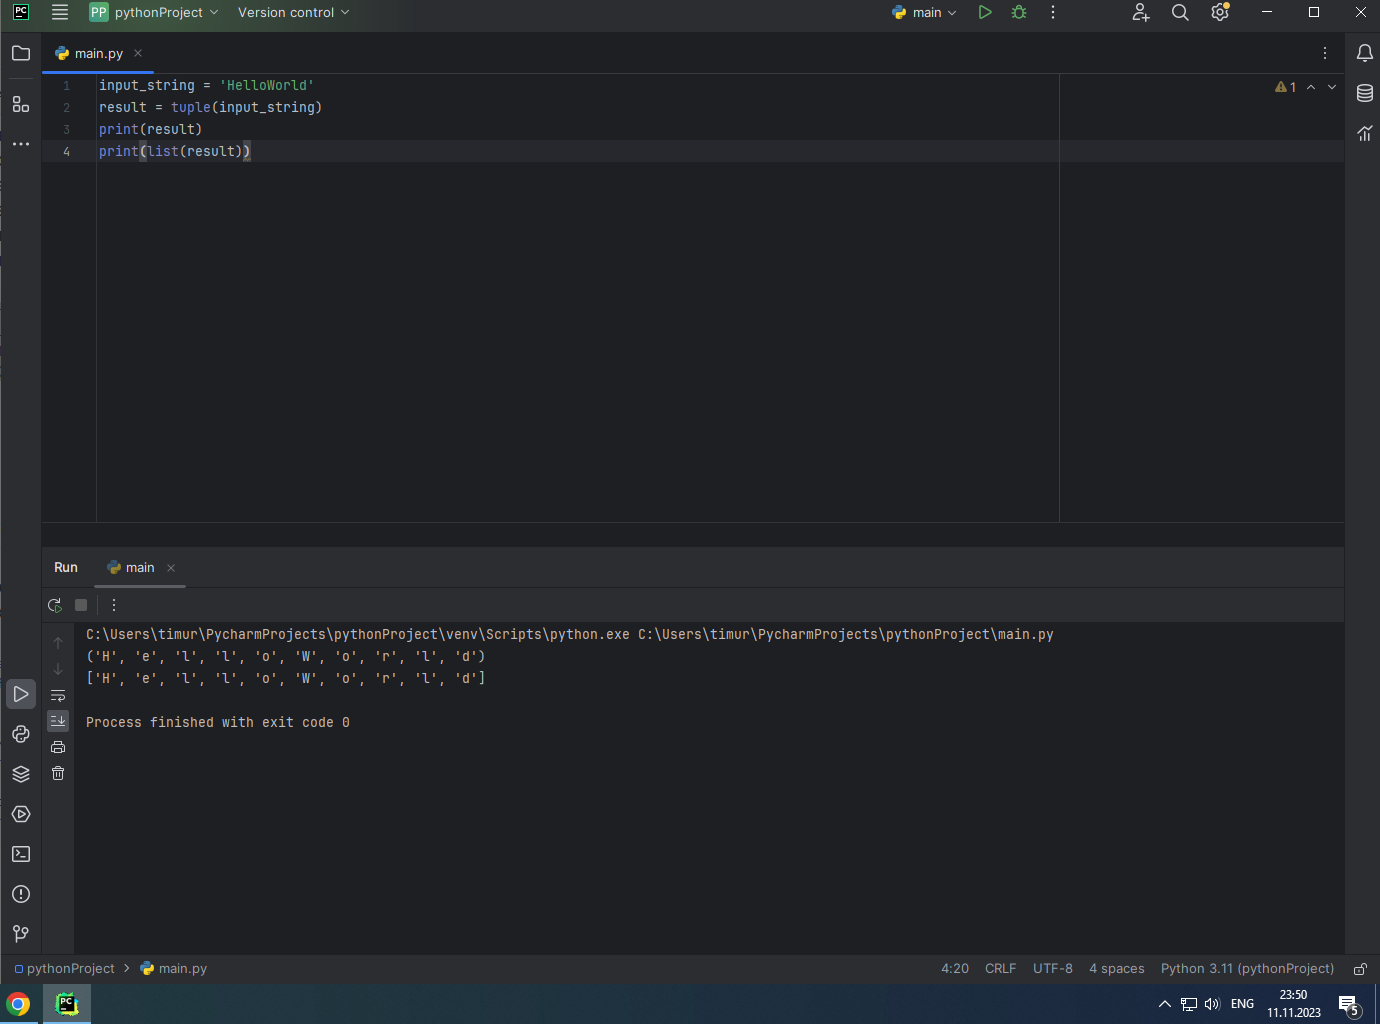 PC PP pythonProject Version control main
main.py
1 input_string = 'HelloWorld' 1
2 result = tuple(input_string)
3 print(result)
4 print(list(result))
Run main
C:\Users\timur\PycharmProjects\pythonProject\venv\Scripts\python.exe C:\Users\timur\PycharmProjects\pythonProject\main.py
('H', 'e', 'l', 'l', 'o', 'W', 'o', 'r', 'l', 'd')
['H', 'e', 'l', 'l', 'o', 'W', 'o', 'r', 'l', 'd']
Process finished with exit code 0
pythonProject main.py 4:20 CRLF UTF-8 4 spaces Python 3.11 (pythonProject)
PC ENG 23:50 5
11.11.2023